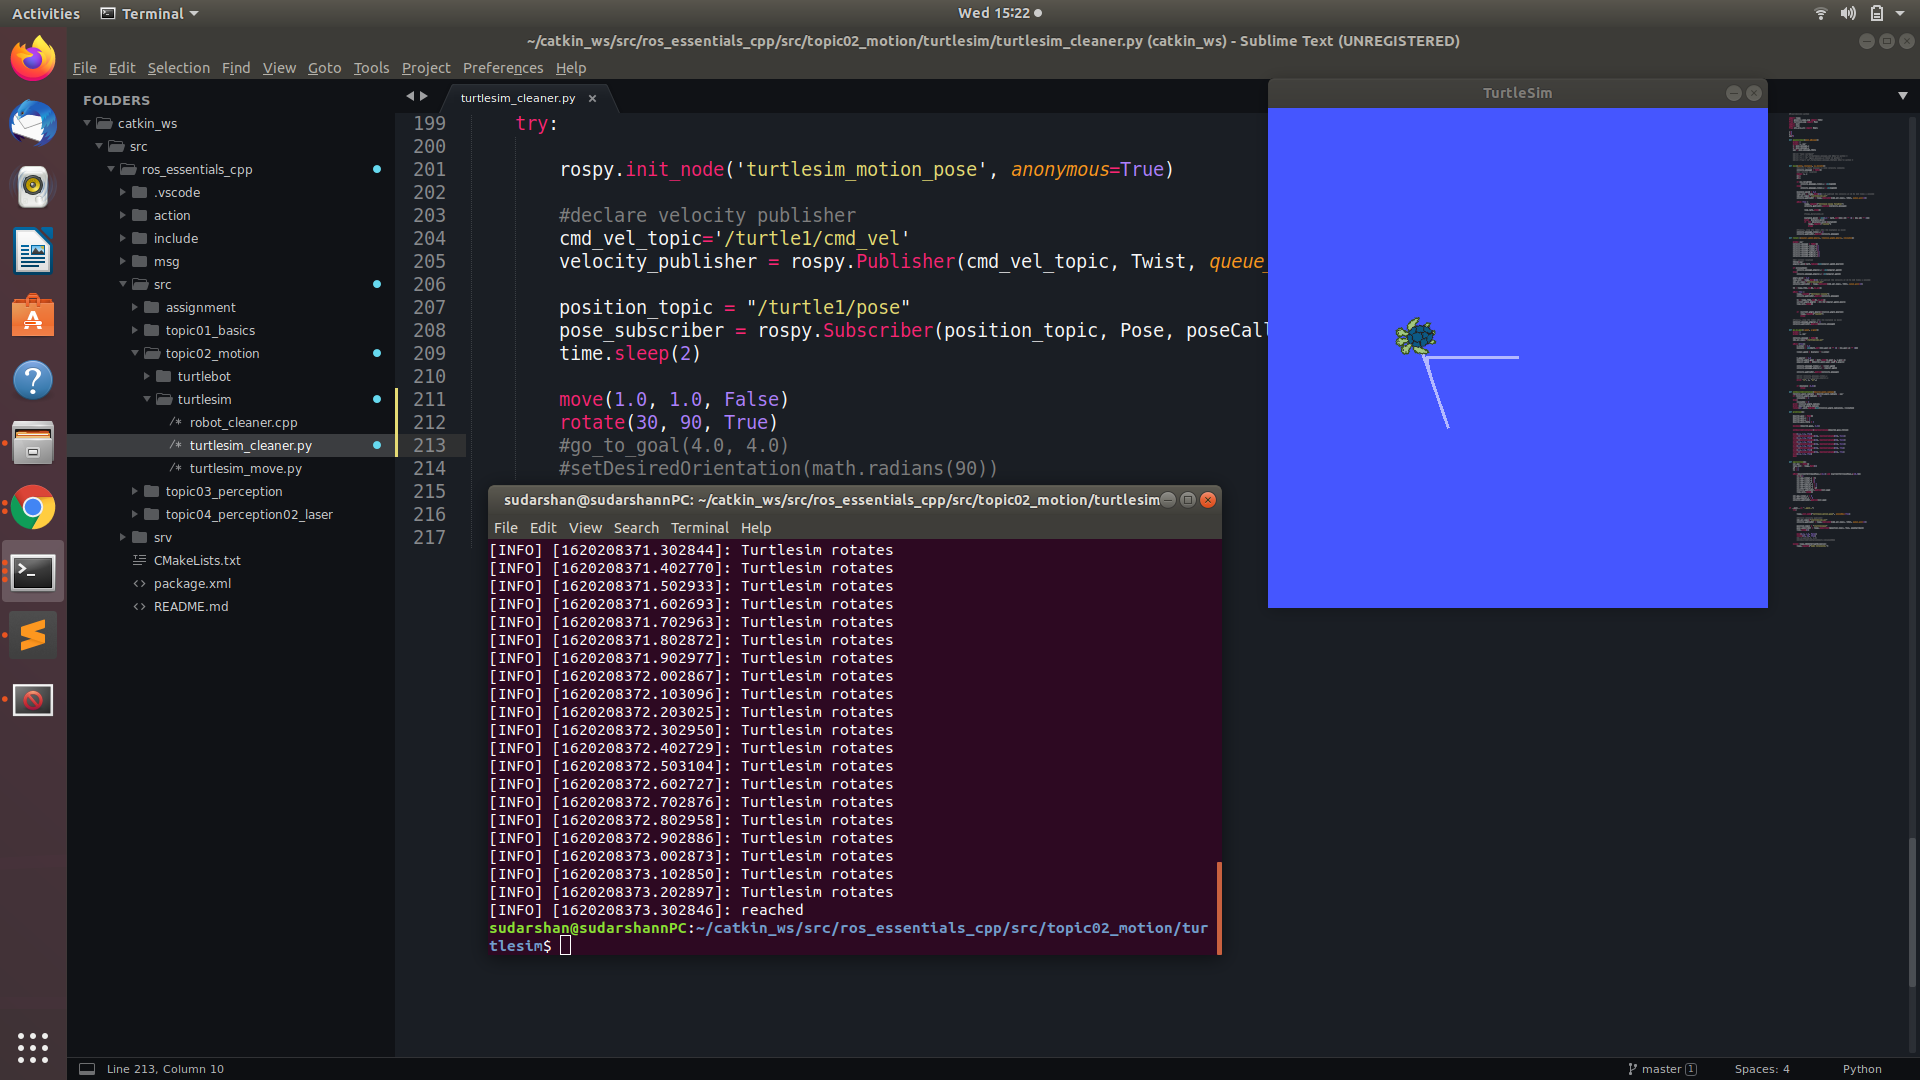 Activities Terminal Wed 15:22
~/catkin_ws/src/ros_essentials_cpp/src/topic02_motion/turtlesim/turtlesim_cleaner.py (catkin_ws) - Sublime Text (UNREGISTERED)
File Edit Selection Find View Goto Tools Project Preferences Help
FOLDERS
catkin_ws
src
ros_essentials_cpp
.vscode
action
include
msg
src
assignment
topic01_basics
topic02_motion
turtlebot
turtlesim
/* robot_cleaner.cpp
/* turtlesim_cleaner.py
/* turtlesim_move.py
topic03_perception
topic04_perception02_laser
srv
CMakeLists.txt
<> package.xml
<> README.md
turtlesim_cleaner.py
199 try:
200
201 rospy.init_node('turtlesim_motion_pose', anonymous=True)
202
203 #declare velocity publisher
204 cmd_vel_topic='/turtle1/cmd_vel'
205 velocity_publisher = rospy.Publisher(cmd_vel_topic, Twist, queue_
206
207 position_topic = "/turtle1/pose"
208 pose_subscriber = rospy.Subscriber(position_topic, Pose, poseCall
209 time.sleep(2)
210
211 move(1.0, 1.0, False)
212 rotate(30, 90, True)
213 #go_to_goal(4.0, 4.0)
214 #setDesiredOrientation(math.radians(90))
215
216
217
TurtleSim
sudarshan@sudarshannPC: ~/catkin_ws/src/ros_essentials_cpp/src/topic02_motion/turtlesim
File Edit View Search Terminal Help
[INFO] [1620208371.302844]: Turtlesim rotates
[INFO] [1620208371.402770]: Turtlesim rotates
[INFO] [1620208371.502933]: Turtlesim rotates
[INFO] [1620208371.602693]: Turtlesim rotates
[INFO] [1620208371.702963]: Turtlesim rotates
[INFO] [1620208371.802872]: Turtlesim rotates
[INFO] [1620208371.902977]: Turtlesim rotates
[INFO] [1620208372.002867]: Turtlesim rotates
[INFO] [1620208372.103096]: Turtlesim rotates
[INFO] [1620208372.203025]: Turtlesim rotates
[INFO] [1620208372.302950]: Turtlesim rotates
[INFO] [1620208372.402729]: Turtlesim rotates
[INFO] [1620208372.503104]: Turtlesim rotates
[INFO] [1620208372.602727]: Turtlesim rotates
[INFO] [1620208372.702876]: Turtlesim rotates
[INFO] [1620208372.802958]: Turtlesim rotates
[INFO] [1620208372.902886]: Turtlesim rotates
[INFO] [1620208373.002873]: Turtlesim rotates
[INFO] [1620208373.102850]: Turtlesim rotates
[INFO] [1620208373.202897]: Turtlesim rotates
[INFO] [1620208373.302846]: reached
sudarshan@sudarshannPC:~/catkin_ws/src/ros_essentials_cpp/src/topic02_motion/tur
tlesim$
Line 213, Column 10 master 1 Spaces: 4 Python